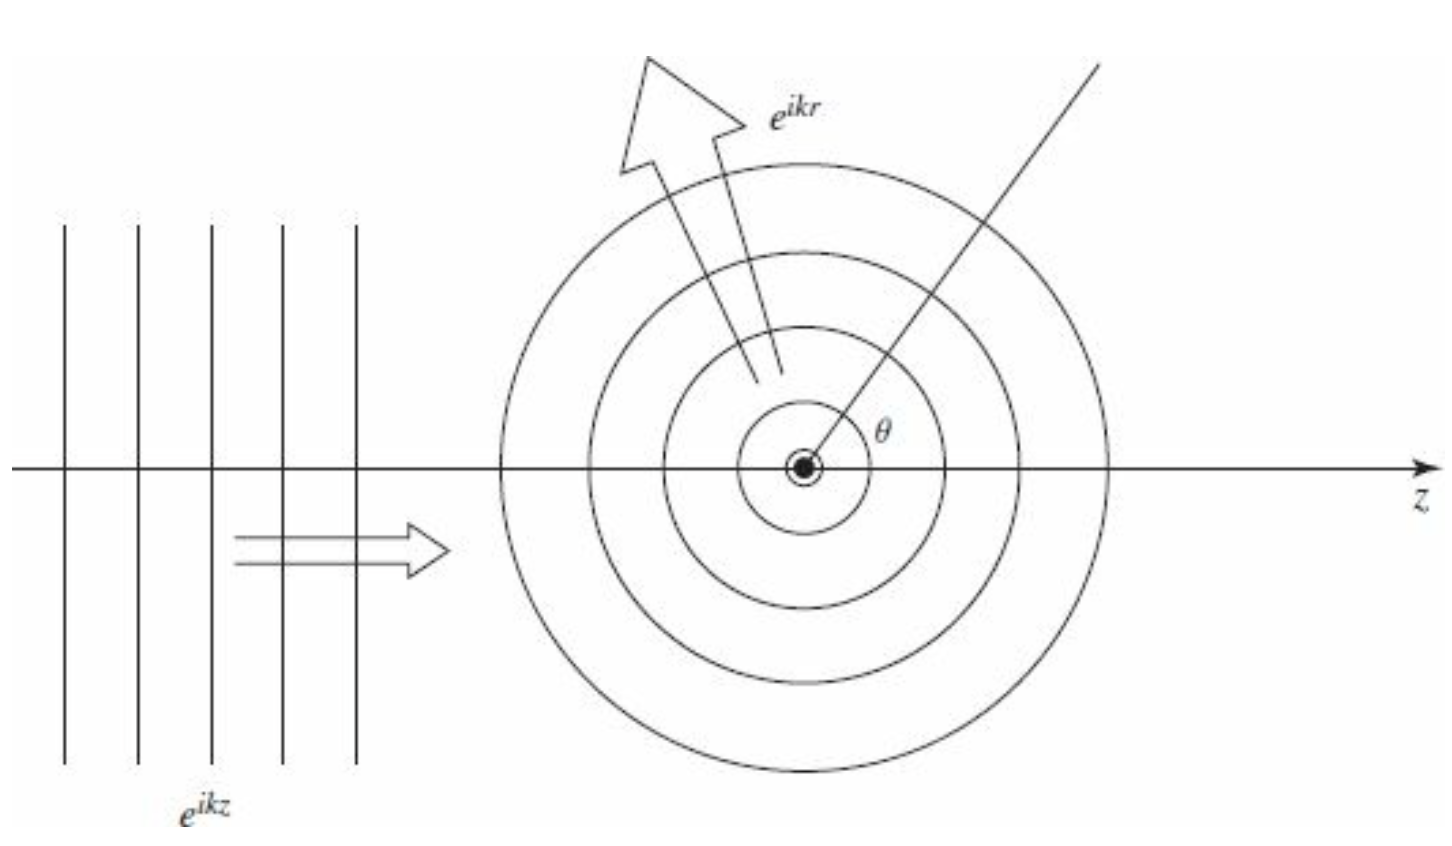 e^{ikr}
θ
z
e^{ikz}